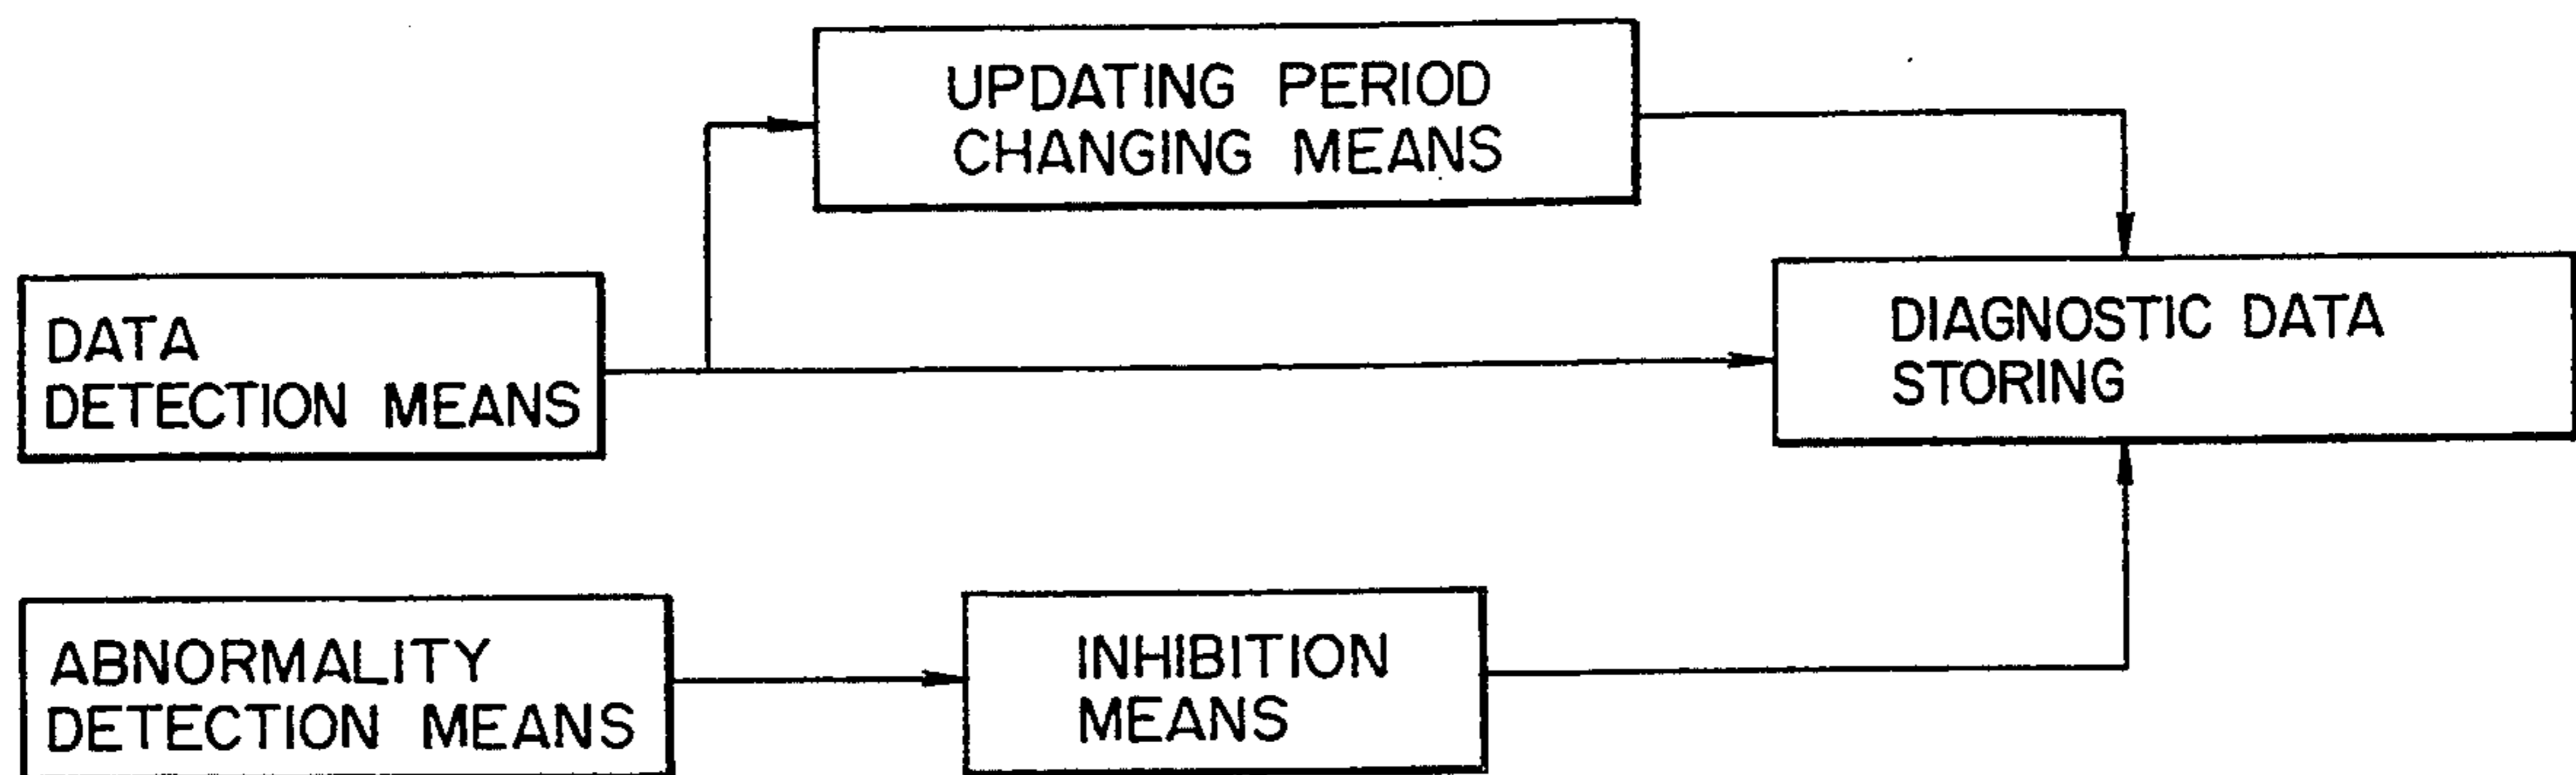 UPDATING PERIOD
CHANGING MEANS
DATA
DETECTION MEANS
DIAGNOSTIC DATA
STORING
ABNORMALITY
DETECTION MEANS
INHIBITION
MEANS